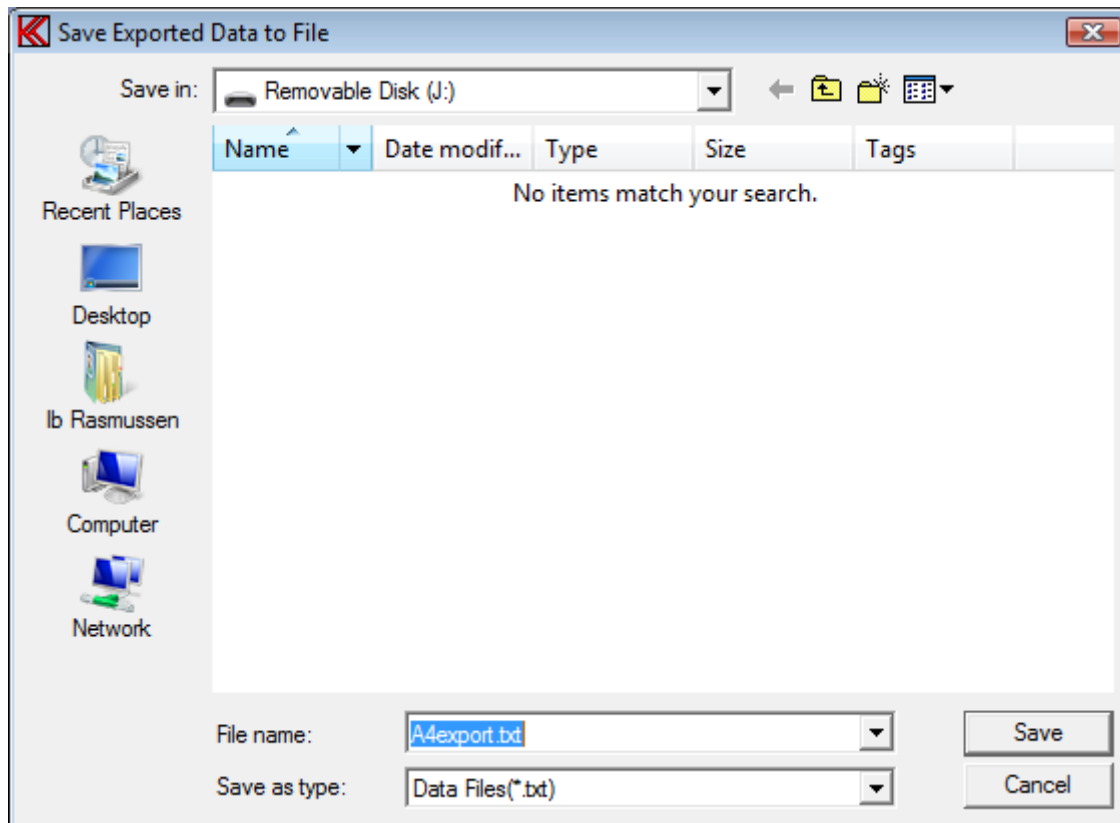 Save Exported Data to File
Save in: Removable Disk (J:)
Name Date modif... Type Size Tags
No items match your search.
Recent Places
Desktop
Ib Rasmussen
Computer
Network
File name: A4export.txt Save
Save as type: Data Files(*.txt) Cancel